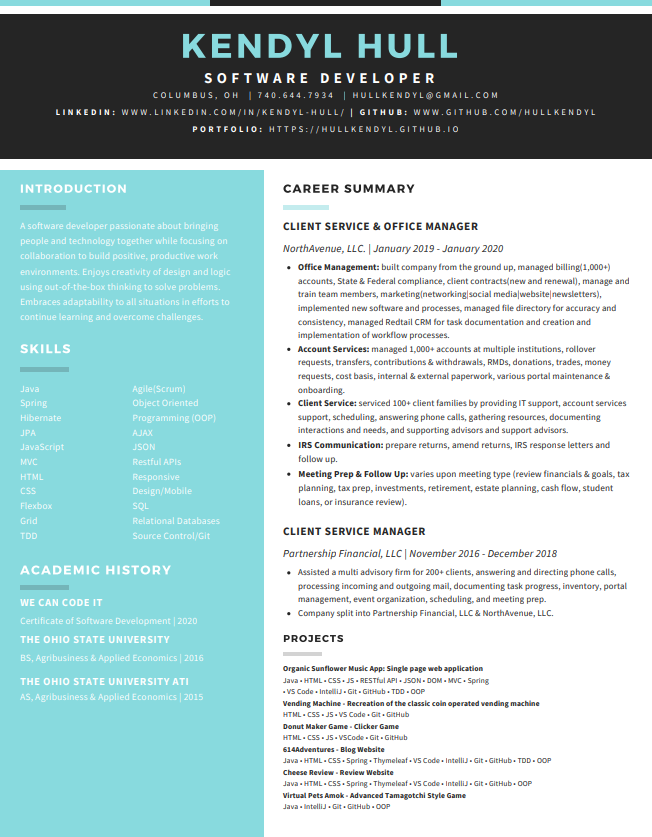 KENDYL HULL
SOFTWARE DEVELOPER
COLUMBUS, OH | 740.644.7934 | HULLKENDYL@GMAIL.COM
LINKEDIN: WWW.LINKEDIN.COM/IN/KENDYL-HULL/ | GITHUB: WWW.GITHUB.COM/HULLKENDYL
PORTFOLIO: HTTPS://HULLKENDYL.GITHUB.IO
INTRODUCTION
A software developer passionate about bringing
people and technology together while focusing on
collaboration to build positive, productive work
environments. Enjoys creativity of design and logic
using out-of-the-box thinking to solve problems.
Embraces adaptability to all situations in efforts to
continue learning and overcome challenges.
SKILLS
Java
Spring
Hibernate
JPA
JavaScript
MVC
HTML
CSS
Flexbox
Grid
TDD
Agile(Scrum)
Object Oriented
Programming (OOP)
AJAX
JSON
Restful APIs
Responsive
Design/Mobile
SQL
Relational Databases
Source Control/Git
ACADEMIC HISTORY
WE CAN CODE IT
Certificate of Software Development | 2020
THE OHIO STATE UNIVERSITY
BS, Agribusiness & Applied Economics | 2016
THE OHIO STATE UNIVERSITY ATI
AS, Agribusiness & Applied Economics | 2015
CAREER SUMMARY
CLIENT SERVICE & OFFICE MANAGER
NorthAvenue, LLC. | January 2019 - January 2020
• Office Management: built company from the ground up, managed billing(1,000+)
accounts, State & Federal compliance, client contracts(new and renewal), manage and
train team members, marketing(networking|social media|website|newsletters),
implemented new software and processes, managed file directory for accuracy and
consistency, managed Redtail CRM for task documentation and creation and
implementation of workflow processes.
• Account Services: managed 1,000+ accounts at multiple institutions, rollover
requests, transfers, contributions & withdrawals, RMDs, donations, trades, money
requests, cost basis, internal & external paperwork, various portal maintenance &
onboarding.
• Client Service: serviced 100+ client families by providing IT support, account services
support, scheduling, answering phone calls, gathering resources, documenting
interactions and needs, and supporting advisors and support advisors.
• IRS Communication: prepare returns, amend returns, IRS response letters and
follow up.
• Meeting Prep & Follow Up: varies upon meeting type (review financials & goals, tax
planning, tax prep, investments, retirement, estate planning, cash flow, student
loans, or insurance review).
CLIENT SERVICE MANAGER
Partnership Financial, LLC | November 2016 - December 2018
• Assisted a multi advisory firm for 200+ clients, answering and directing phone calls,
processing incoming and outgoing mail, documenting task progress, inventory, portal
management, event organization, scheduling, and meeting prep.
• Company split into Partnership Financial, LLC & NorthAvenue, LLC.
PROJECTS
Organic Sunflower Music App: Single page web application
Java • HTML • CSS • JS • RESTful API • JSON • DOM • MVC • Spring
• VS Code • IntelliJ • Git • GitHub • TDD • OOP
Vending Machine - Recreation of the classic coin operated vending machine
HTML • CSS • JS • VS Code • Git • GitHub
Donut Maker Game - Clicker Game
HTML • CSS • JS • VSCode • Git • GitHub
614Adventures - Blog Website
Java • HTML • CSS • Spring • Thymeleaf • VS Code • IntelliJ • Git • GitHub • TDD • OOP
Cheese Review - Review Website
Java • HTML • CSS • Spring • Thymeleaf • VS Code • IntelliJ • Git • GitHub • OOP
Virtual Pets Amok - Advanced Tamagotchi Style Game
Java • IntelliJ • Git • GitHub • OOP